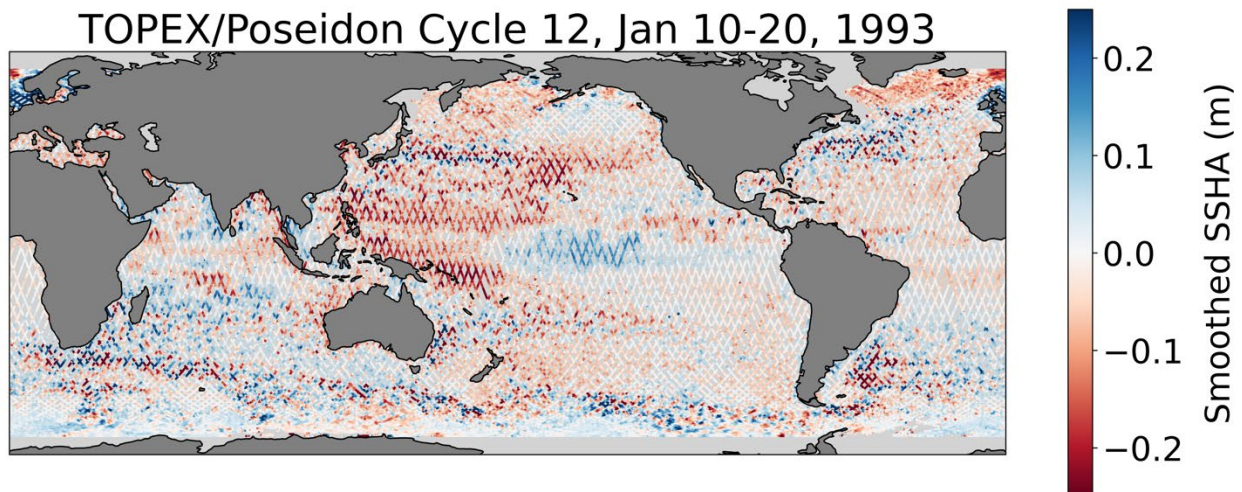 TOPEX/Poseidon Cycle 12, Jan 10-20, 1993
0.2
0.1
0.0
−0.1
−0.2
Smoothed SSHA (m)